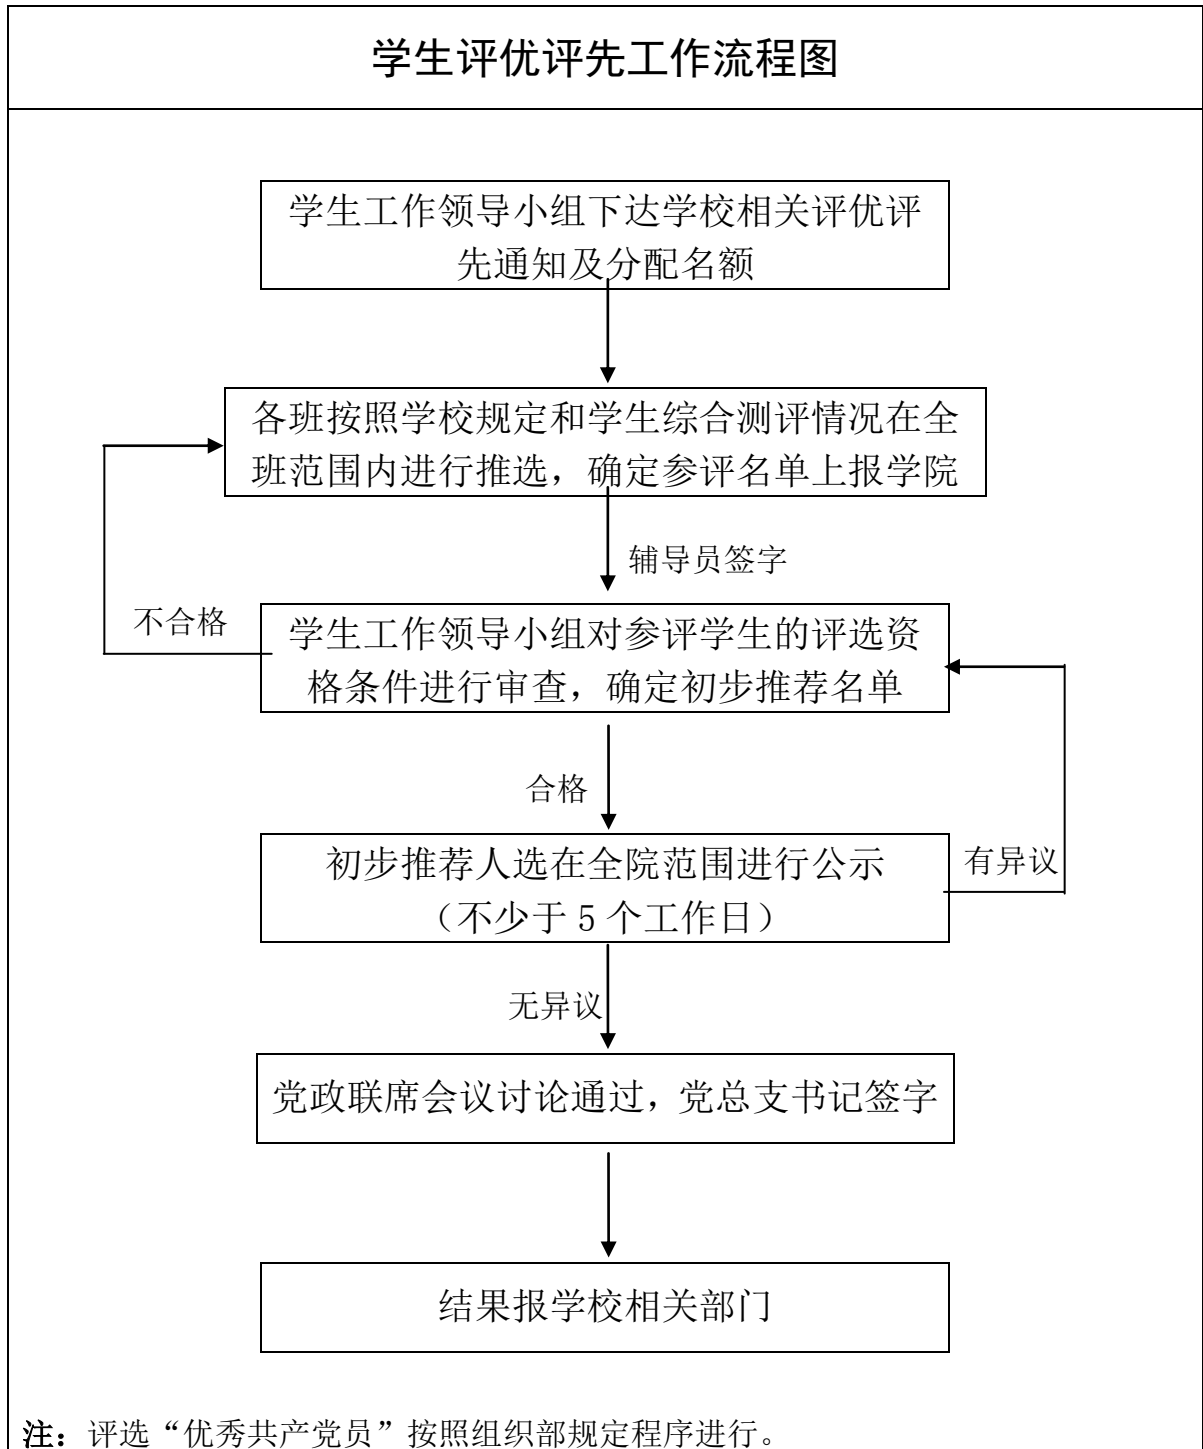 学生评优评先工作流程图
学生工作领导小组下达学校相关评优评
先通知及分配名额
各班按照学校规定和学生综合测评情况在全
班范围内进行推选，确定参评名单上报学院
辅导员签字
不合格
学生工作领导小组对参评学生的评选资
格条件进行审查，确定初步推荐名单
合格
初步推荐人选在全院范围进行公示
（不少于 5 个工作日）
有异议
无异议
党政联席会议讨论通过，党总支书记签字
结果报学校相关部门
注：评选“优秀共产党员”按照组织部规定程序进行。